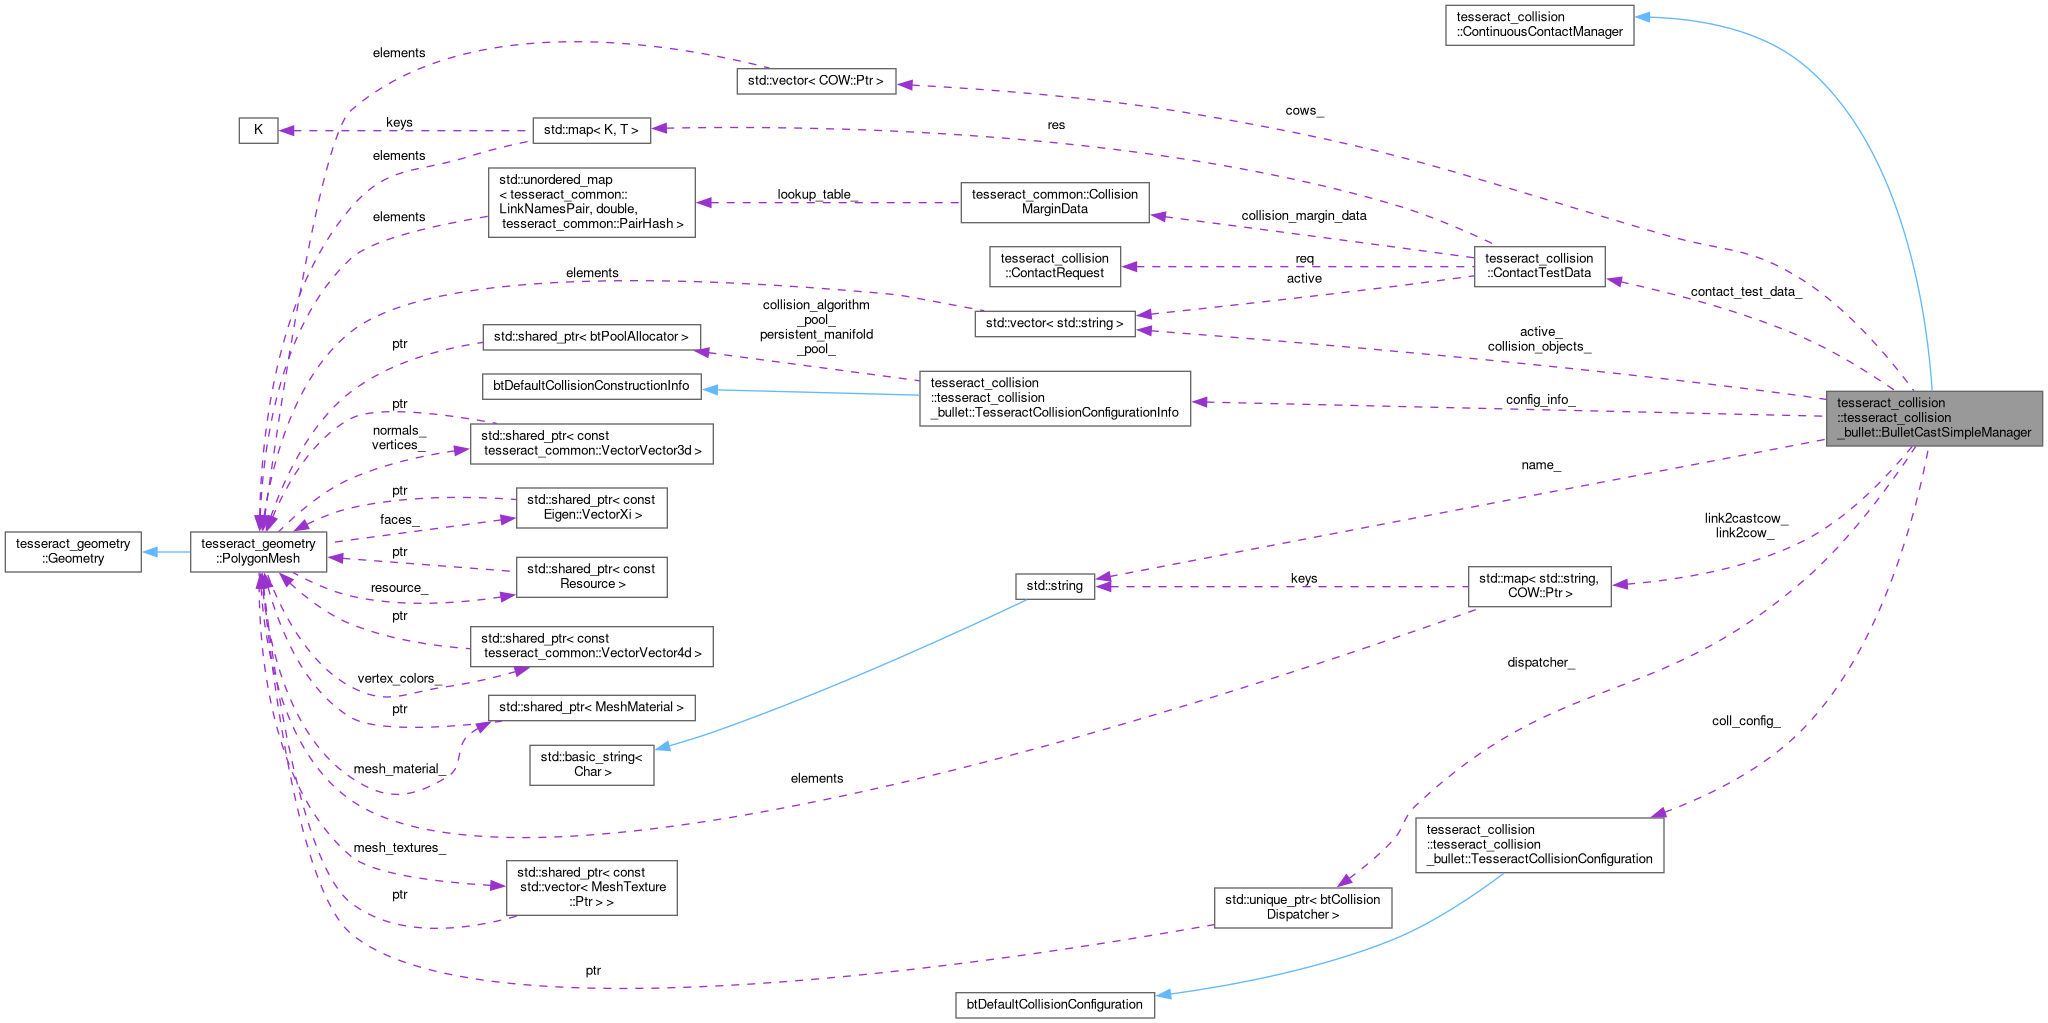 tesseract_collision
::ContinuousContactManager
elements
std::vector< COW::Ptr >
cows_
K
keys
std::map< K, T >
res
elements
std::unordered_map
< tesseract_common::
LinkNamesPair, double,
tesseract_common::PairHash >
elements
lookup_table_
tesseract_common::Collision
MarginData
collision_margin_data
tesseract_collision
::ContactRequest
req
tesseract_collision
::ContactTestData
active
contact_test_data_
elements
std::vector< std::string >
active_
collision_objects_
collision_algorithm
_pool_
persistent_manifold
_pool_
std::shared_ptr< btPoolAllocator >
ptr
btDefaultCollisionConstructionInfo
tesseract_collision
::tesseract_collision
_bullet::TesseractCollisionConfigurationInfo
config_info_
tesseract_collision
::tesseract_collision
_bullet::BulletCastSimpleManager
ptr
normals_
vertices_
std::shared_ptr< const
tesseract_common::VectorVector3d >
name_
ptr
faces_
std::shared_ptr< const
Eigen::VectorXi >
tesseract_geometry
::Geometry
tesseract_geometry
::PolygonMesh
ptr
resource_
std::shared_ptr< const
Resource >
link2castcow_
link2cow_
std::string
keys
std::map< std::string,
COW::Ptr >
ptr
std::shared_ptr< const
tesseract_common::VectorVector4d >
vertex_colors_
dispatcher_
ptr
std::shared_ptr< MeshMaterial >
coll_config_
mesh_material_
std::basic_string<
Char >
elements
mesh_textures_
tesseract_collision
::tesseract_collision
_bullet::TesseractCollisionConfiguration
std::shared_ptr< const
std::vector< MeshTexture
::Ptr > >
ptr
std::unique_ptr< btCollision
Dispatcher >
ptr
btDefaultCollisionConfiguration